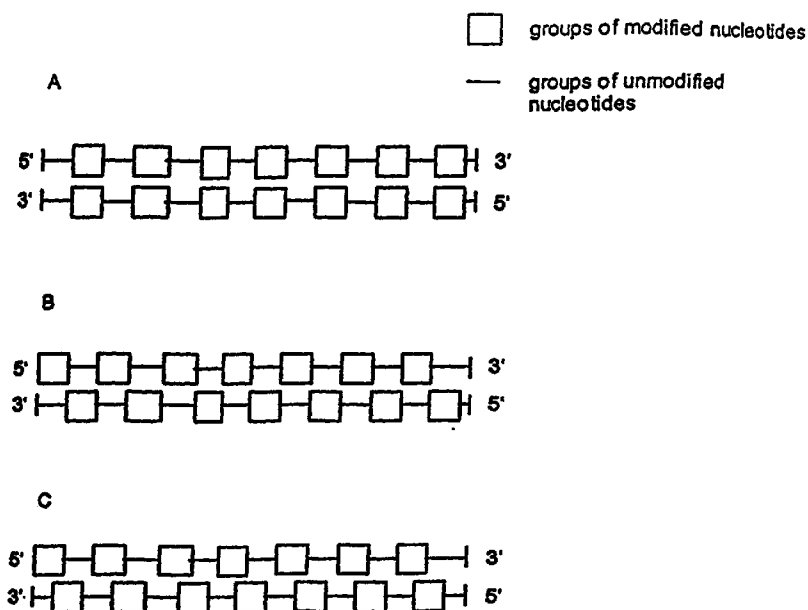 groups of modified nucleotides
groups of unmodified
nucleotides
A
5' 3'
3' 5'
B
5' 3'
3' 5'
C
5' 3'
3' 5'